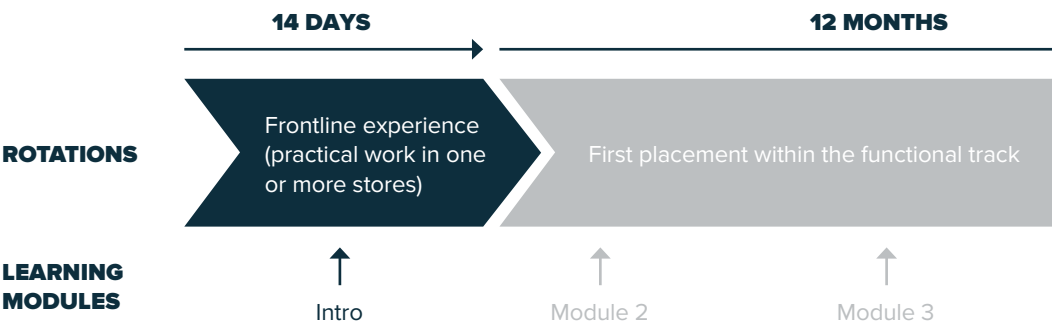 14 DAYS
12 MONTHS
ROTATIONS
Frontline experience
(practical work in one
or more stores)
First placement within the functional track
LEARNING
MODULES
Intro
Module 2
Module 3